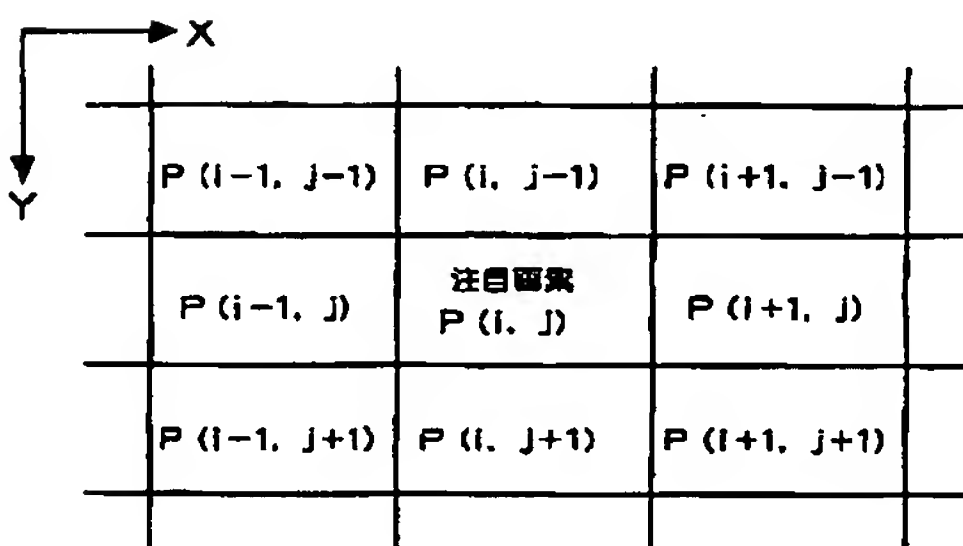 X
Y
P (i−1, j−1) P (i, j−1) P (i+1, j−1)
注目画素
P (i−1, j) P (i, j) P (i+1, j)
P (i−1, j+1) P (i, j+1) P (i+1, j+1)